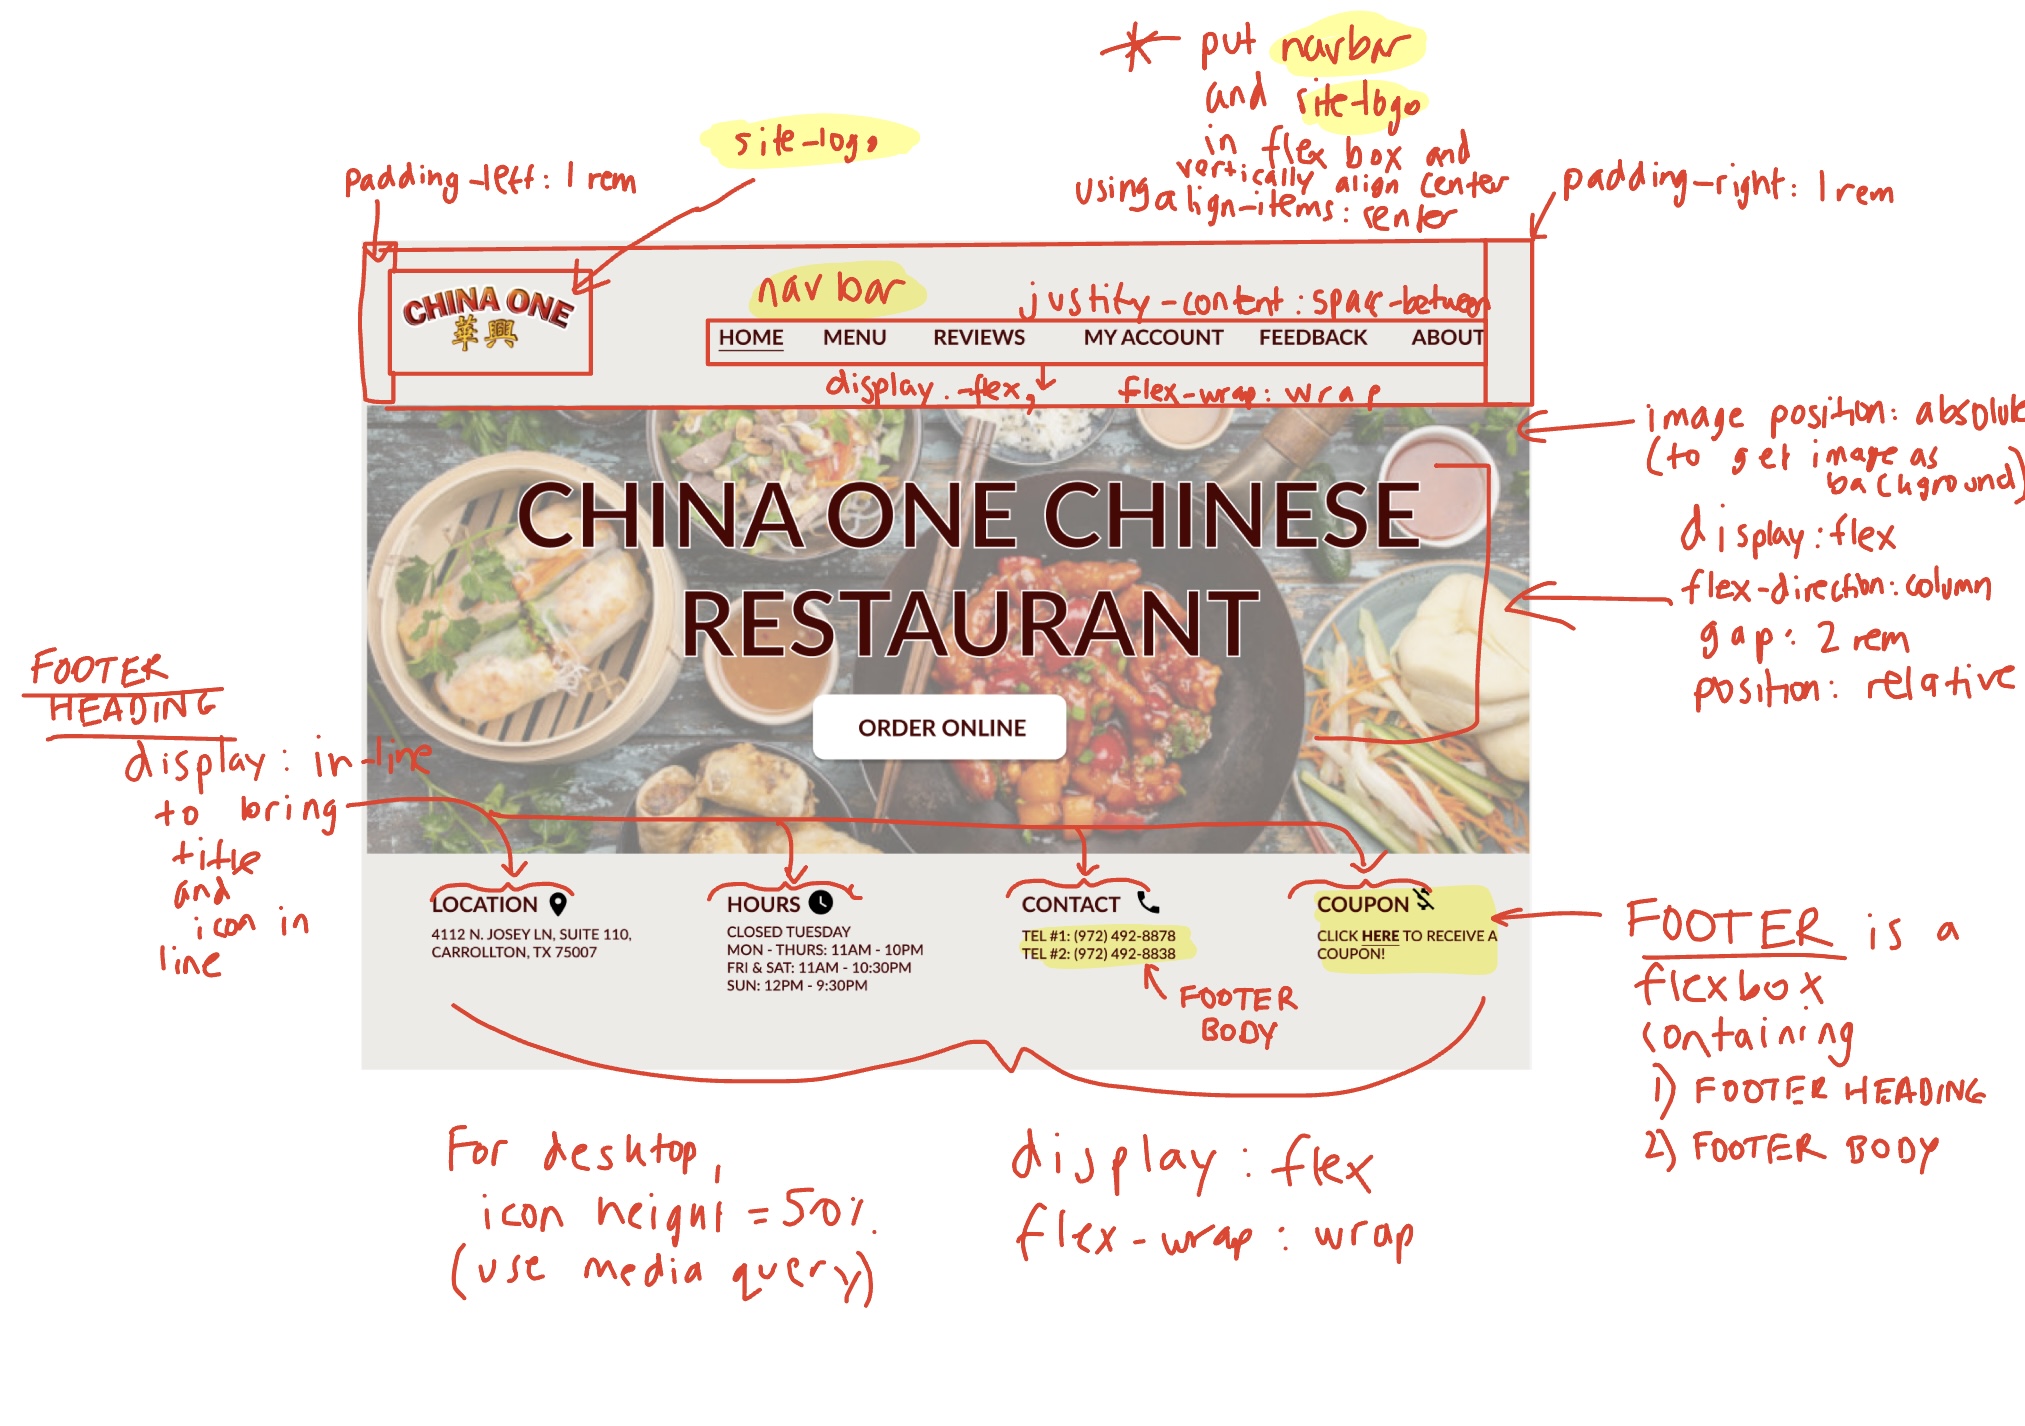 * put navbar
and site-logo
in flex box and
vertically align center
using align-items: center
site-logo
padding-left: 1 rem
padding-right: 1 rem
CHINA ONE
華興
navbar
justify-content: space-between
HOME MENU REVIEWS MY ACCOUNT FEEDBACK ABOUT
display: flex, flex-wrap: wrap
image position: absolute
(to get image as
background)
CHINA ONE CHINESE
RESTAURANT
display: flex
flex-direction: column
gap: 2 rem
position: relative
ORDER ONLINE
FOOTER
HEADING
display: in-line
to bring
title
and
icon in
line
LOCATION
4112 N. JOSEY LN, SUITE 110,
CARROLLTON, TX 75007
HOURS
CLOSED TUESDAY
MON - THURS: 11AM - 10PM
FRI & SAT: 11AM - 10:30PM
SUN: 12PM - 9:30PM
CONTACT
TEL #1: (972) 492-8878
TEL #2: (972) 492-8838
COUPON
CLICK HERE TO RECEIVE A
COUPON!
FOOTER
BODY
FOOTER is a
flexbox
containing
1) FOOTER HEADING
2) FOOTER BODY
For desktop,
icon height = 50%.
(use media query)
display: flex
flex-wrap: wrap